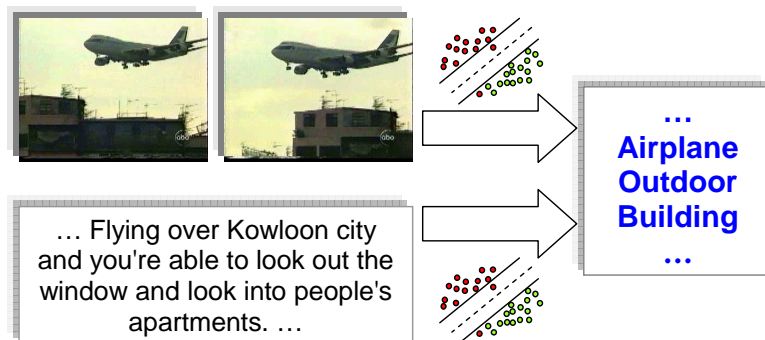 abc
abc
… Flying over Kowloon city
and you're able to look out the
window and look into people's
apartments. …
…
Airplane
Outdoor
Building
…